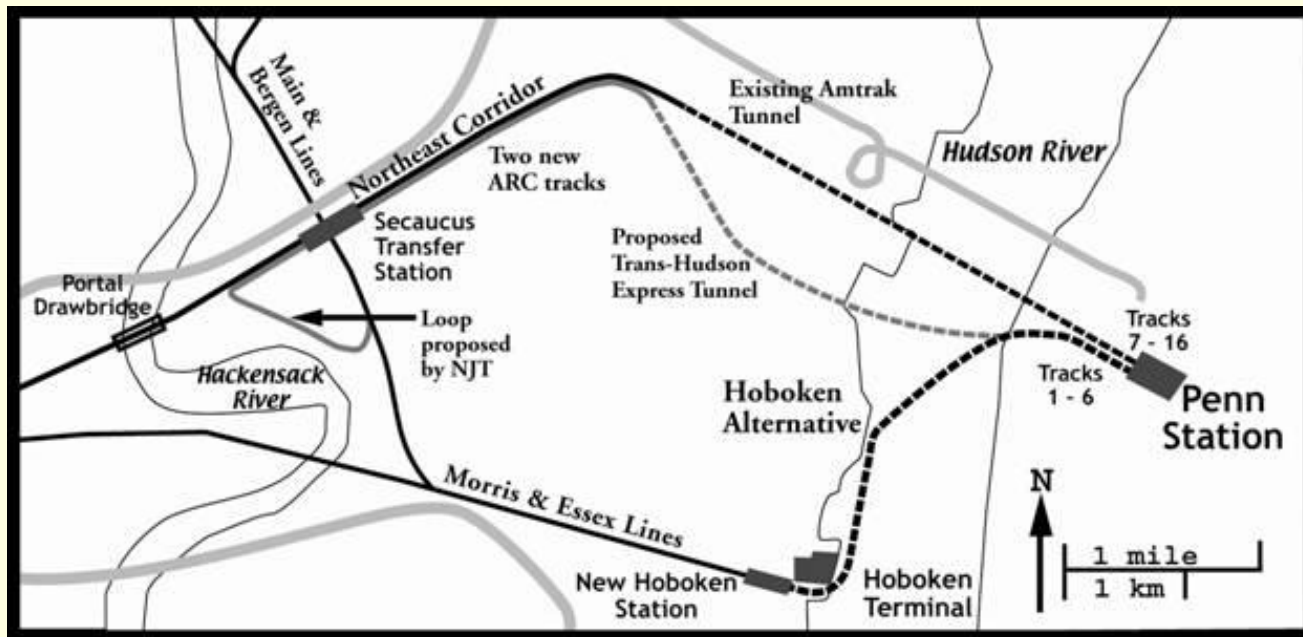 Main &
Bergen Lines
Northeast Corridor
Existing Amtrak
Tunnel
Hudson River
Two new
ARC tracks
Secaucus
Transfer
Station
Proposed
Trans-Hudson
Express Tunnel
Portal
Drawbridge
Loop
proposed
by NJT
Hackensack
River
Tracks
7 - 16
Tracks
1 - 6
Penn
Station
Hoboken
Alternative
Morris & Essex Lines
New Hoboken
Station
Hoboken
Terminal
N
1 mile
1 km